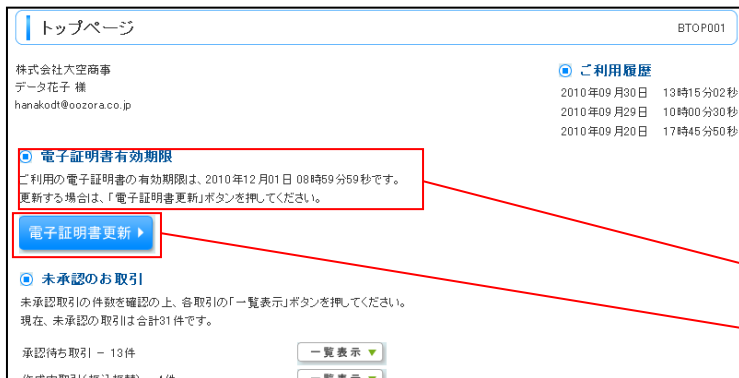 トップページ
BTOP001
株式会社大空商事
データ花子 様
hanakodt@oozora.co.jp
ご利用履歴
2010年09月30日 13時15分02秒
2010年09月29日 10時00分30秒
2010年09月20日 17時45分50秒
電子証明書有効期限
ご利用の電子証明書の有効期限は、2010年12月01日 08時59分59秒です。
更新する場合は、「電子証明書更新」ボタンを押してください。
電子証明書更新
未承認のお取引
未承認取引の件数を確認の上、各取引の「一覧表示」ボタンを押してください。
現在、未承認の取引は合計31件です。
承認待ち取引 － 13件 一覧表示